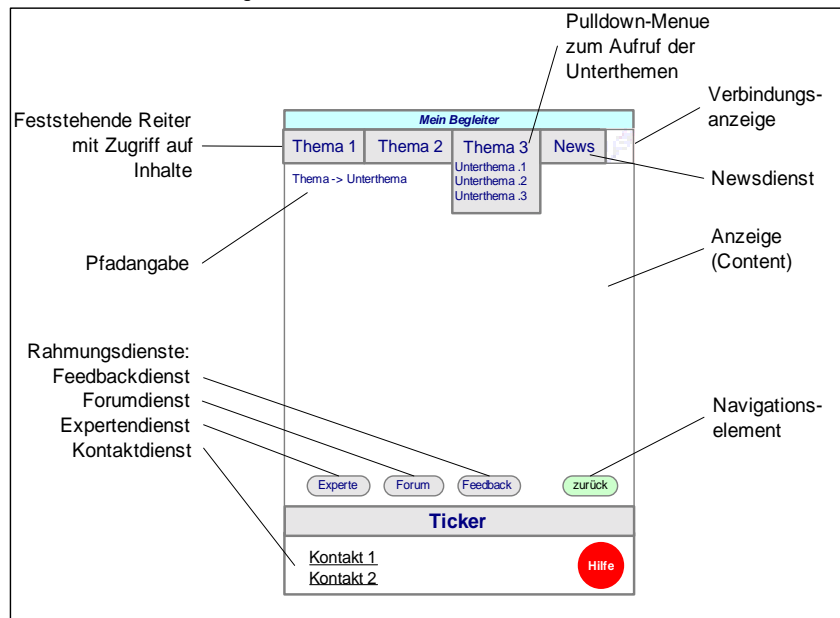 Pulldown-Menue
zum Aufruf der
Unterthemen
Verbindungs-
anzeige
Feststehende Reiter
mit Zugriff auf
Inhalte
Mein Begleiter
Thema 1
Thema 2
Thema 3
News
Unterthema .1
Unterthema .2
Unterthema .3
Thema -> Unterthema
Newsdienst
Pfadangabe
Anzeige
(Content)
Rahmungsdienste:
Feedbackdienst
Forumdienst
Expertendienst
Kontaktdienst
Navigations-
element
Experte
Forum
Feedback
zurück
Ticker
Kontakt 1
Kontakt 2
Hilfe